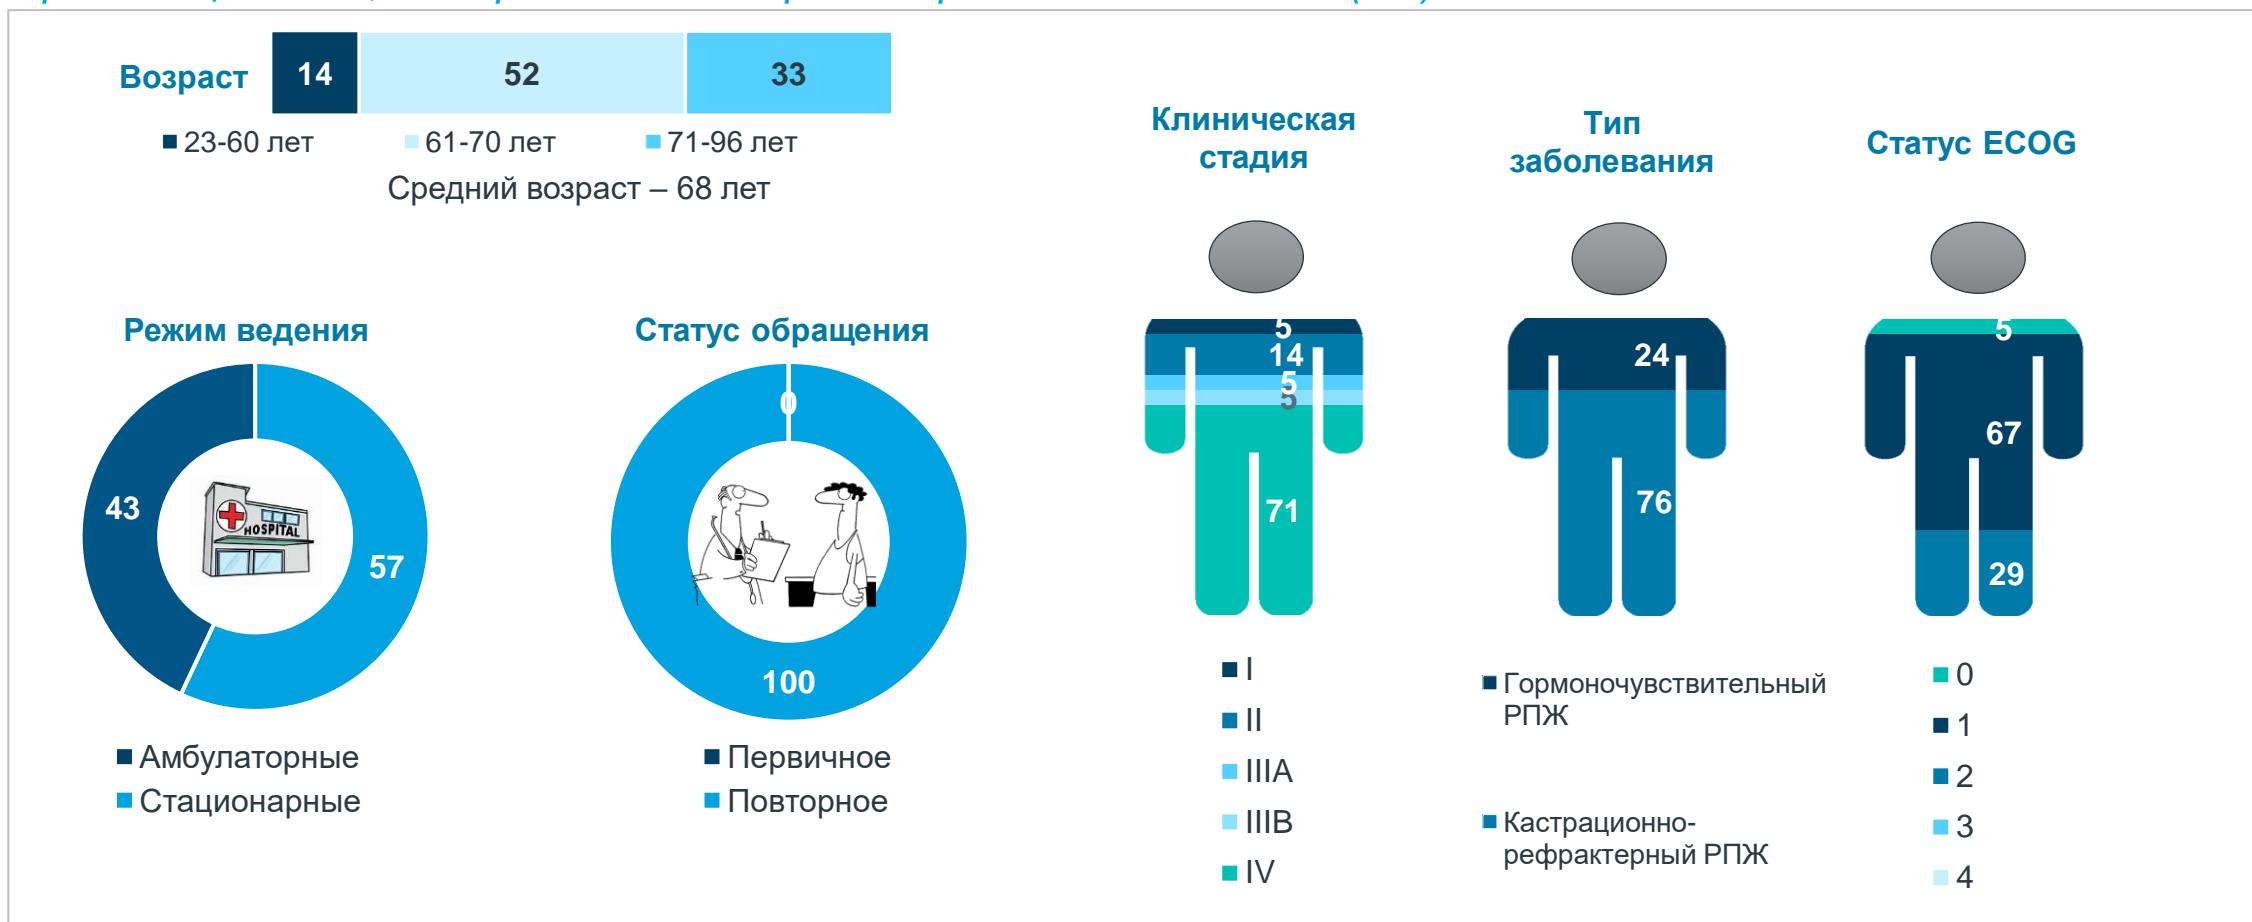 Возраст
14
52
33
23-60 лет
61-70 лет
71-96 лет
Средний возраст – 68 лет
Режим ведения
43
57
HOSPITAL
Амбулаторные
Стационарные
Статус обращения
0
100
Первичное
Повторное
Клиническая
стадия
5
14
5
5
71
I
II
IIIA
IIIB
IV
Тип
заболевания
24
76
Гормоночувствительный
РПЖ
Кастрационно-
рефрактерный РПЖ
Статус ECOG
5
67
29
0
1
2
3
4